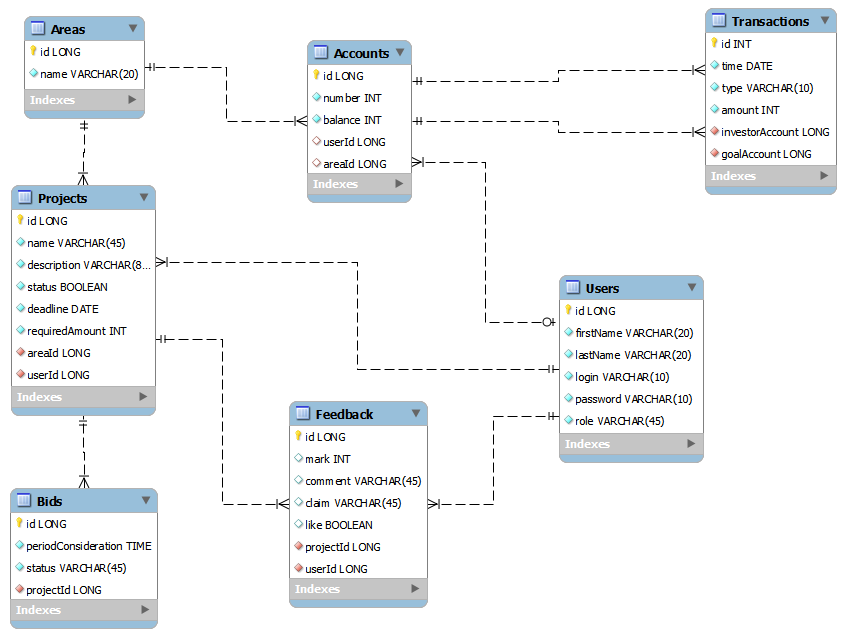 Areas
id LONG
name VARCHAR(20)
Indexes
Accounts
id LONG
number INT
balance INT
userId LONG
areaId LONG
Indexes
Transactions
id INT
time DATE
type VARCHAR(10)
amount INT
investorAccount LONG
goalAccount LONG
Indexes
Projects
id LONG
name VARCHAR(45)
description VARCHAR(8...
status BOOLEAN
deadline DATE
requiredAmount INT
areaId LONG
userId LONG
Indexes
Users
id LONG
firstName VARCHAR(20)
lastName VARCHAR(20)
login VARCHAR(10)
password VARCHAR(10)
role VARCHAR(45)
Indexes
Feedback
id LONG
mark INT
comment VARCHAR(45)
claim VARCHAR(45)
like BOOLEAN
projectId LONG
userId LONG
Indexes
Bids
id LONG
periodConsideration TIME
status VARCHAR(45)
projectId LONG
Indexes